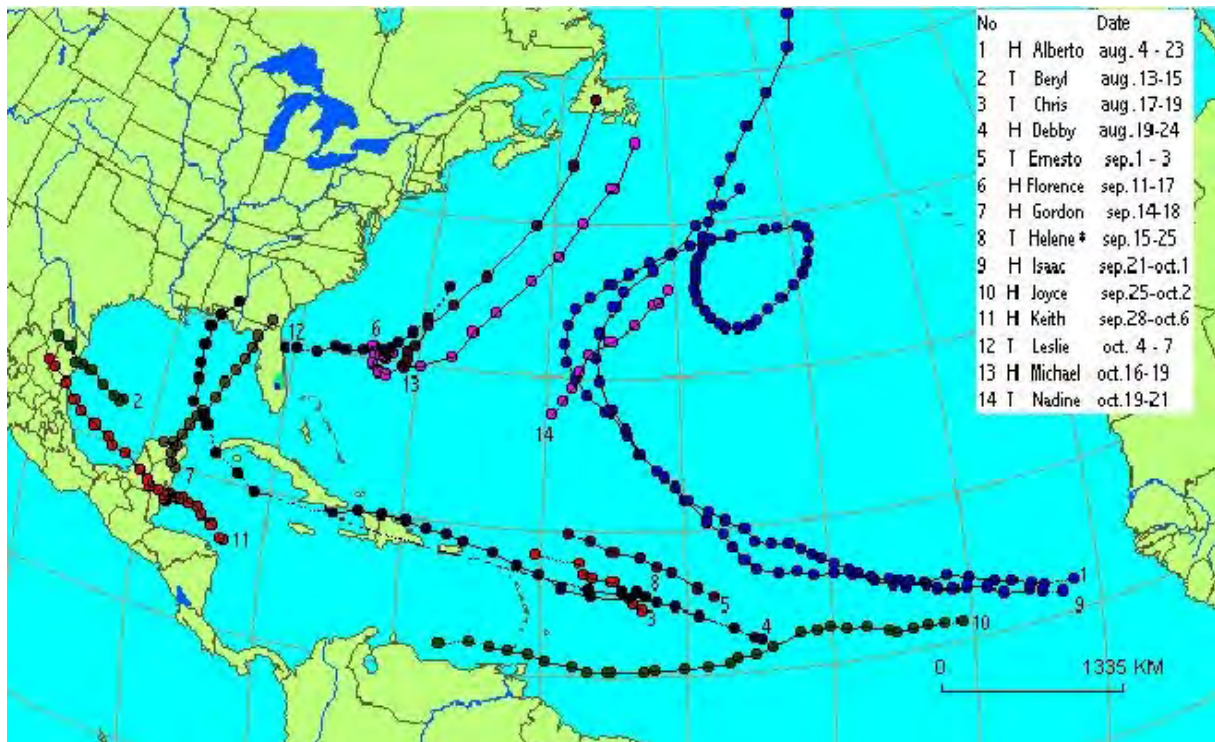 No Date
1 H Alberto aug. 4 - 23
2 T Beryl aug.13-15
3 T Chris aug.17-19
4 H Debby aug.19-24
5 T Ernesto sep.1 - 3
6 H Florence sep.11-17
7 H Gordon sep.14-18
8 T Helene* sep.15-25
9 H Isaac sep.21-oct.1
10 H Joyce sep.25-oct.2
11 H Keith sep.28-oct.6
12 T Leslie oct. 4 - 7
13 H Michael oct.16-19
14 T Nadine oct.19-21
12
6
13
2
14
7
11
8
3
5
4
1
9
10
0 1335 KM